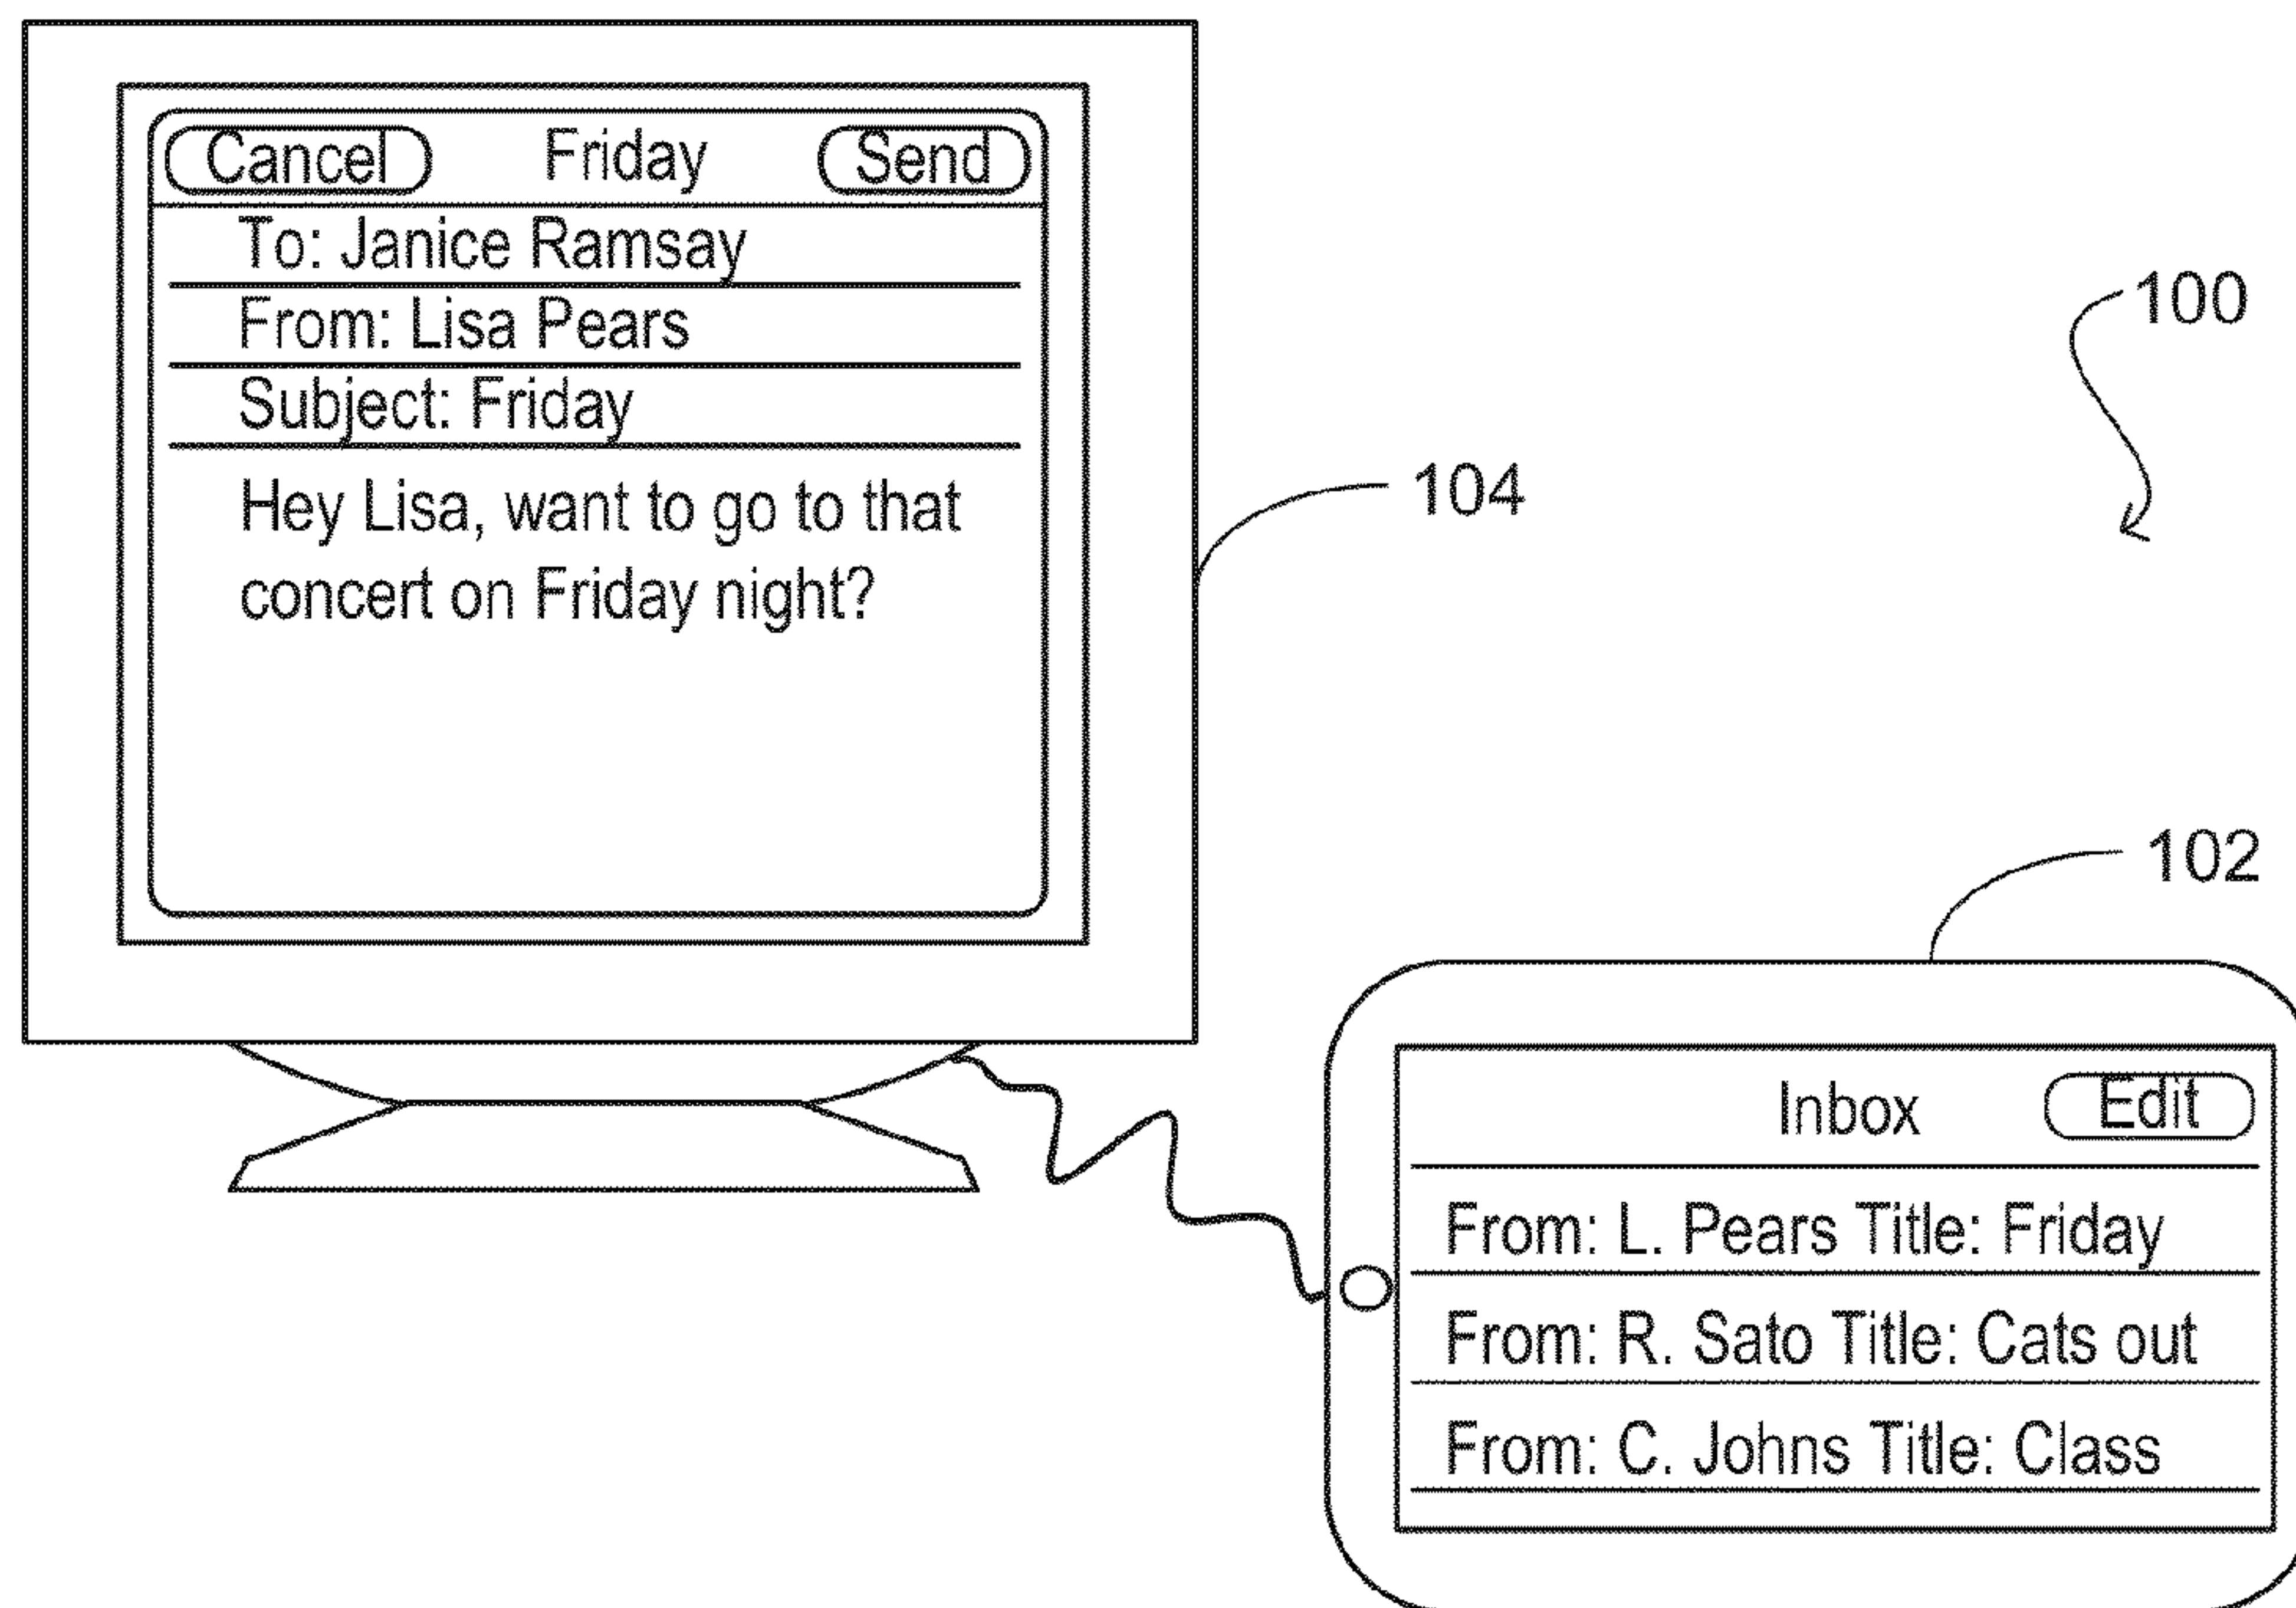 Cancel Friday Send
To: Janice Ramsay
From: Lisa Pears
Subject: Friday
Hey Lisa, want to go to that
concert on Friday night?
100
104
102
Inbox Edit
From: L. Pears Title: Friday
From: R. Sato Title: Cats out
From: C. Johns Title: Class